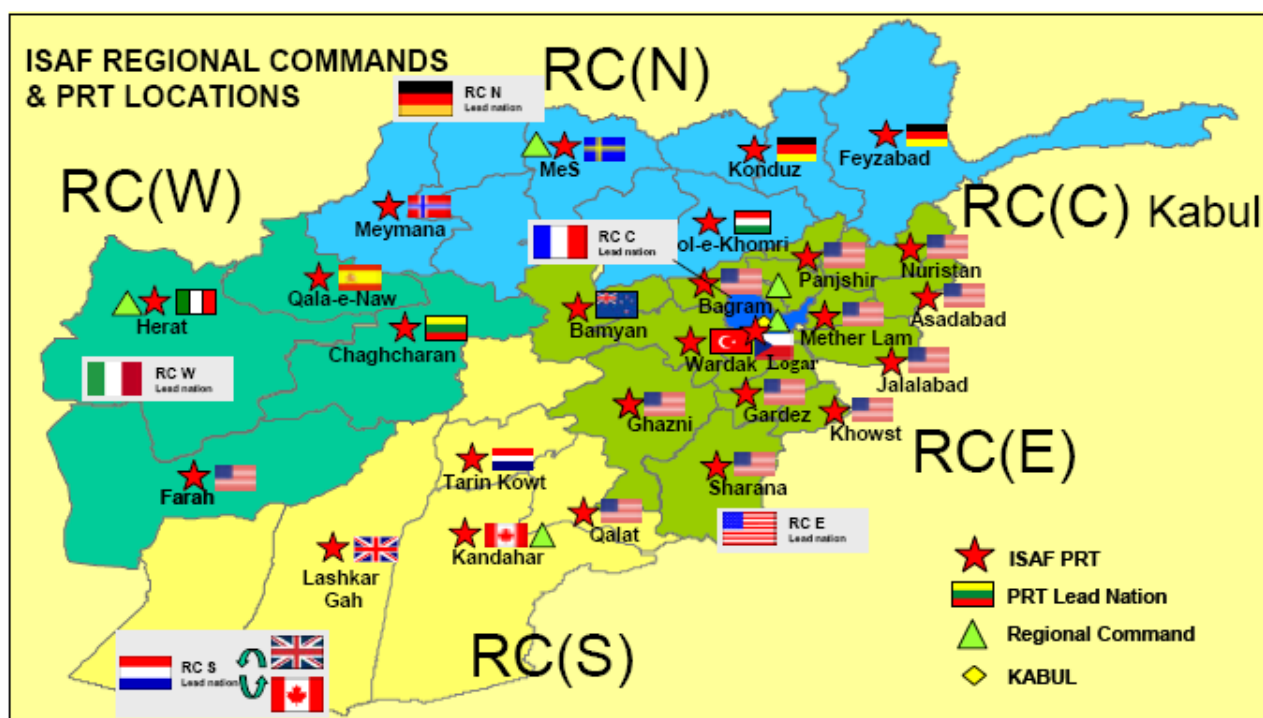 ISAF REGIONAL COMMANDS
& PRT LOCATIONS
RC(N)
RC N
Lead nation
MeS
Konduz
Feyzabad
RC(W)
RC(C) Kabul
Meymana
RC C
Lead nation
ol-e-Khomri
Panjshir
Nuristan
Qala-e-Naw
Herat
Bagram
Bamyan
Asadabad
Chaghcharan
Mether Lam
Wardak
Logar
Jalalabad
RC W
Lead nation
Ghazni
Gardez
Khowst
RC(E)
Tarin Kowt
Sharana
Farah
Qalat
RC E
Lead nation
Kandahar
Lashkar
Gah
ISAF PRT
PRT Lead Nation
Regional Command
KABUL
RC(S)
RC S
Lead nation